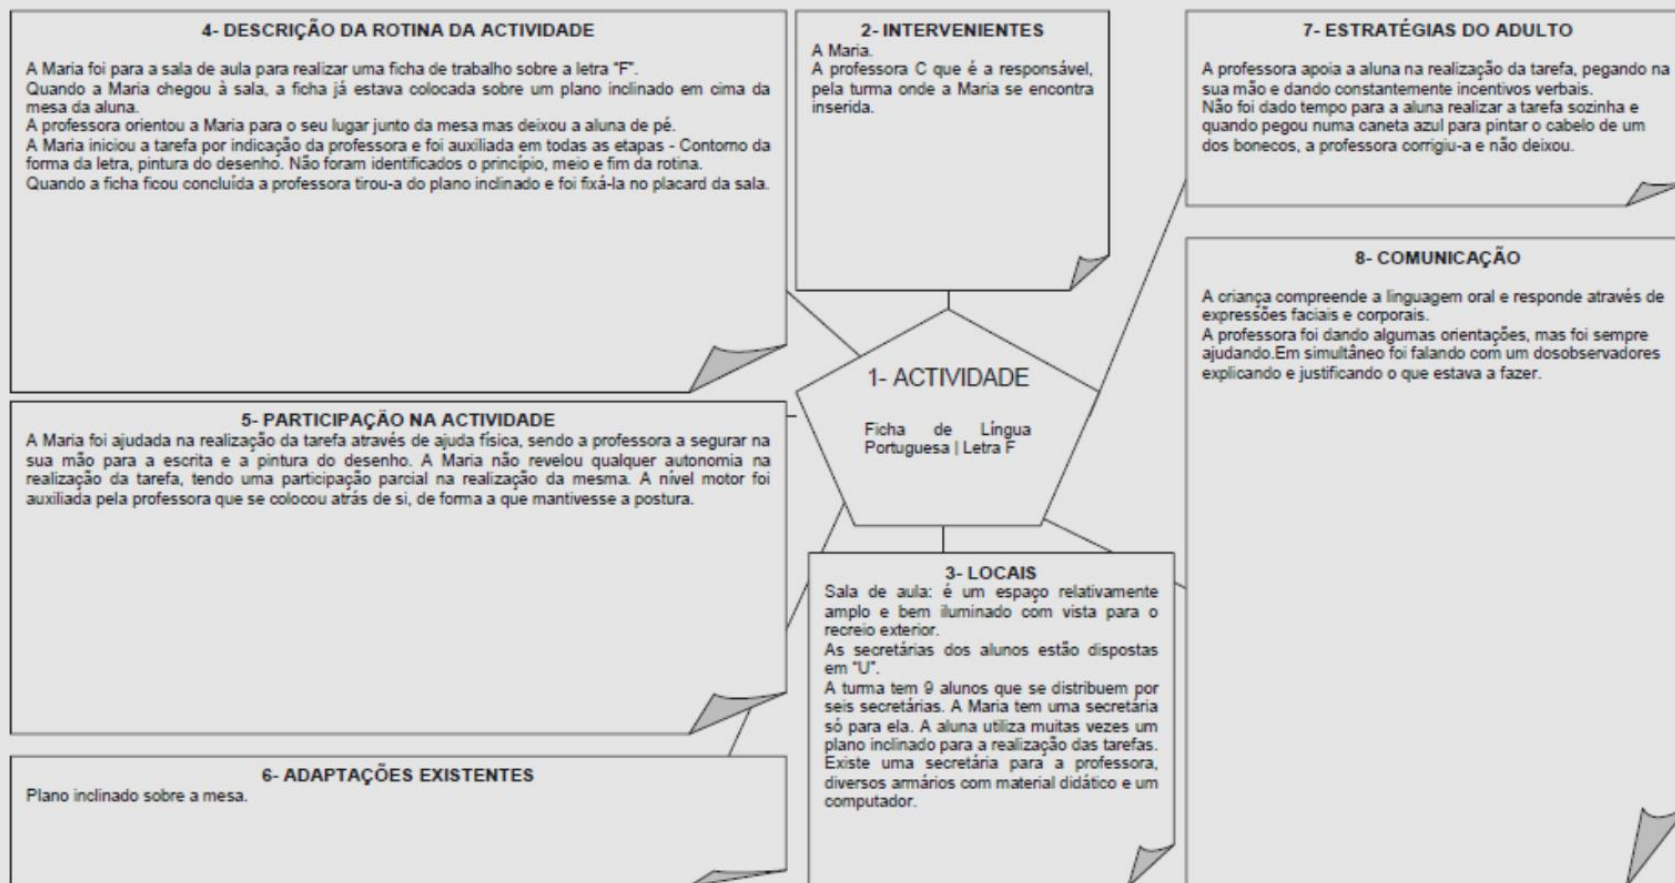 4- DESCRIÇÃO DA ROTINA DA ACTIVIDADE
A Maria foi para a sala de aula para realizar uma ficha de trabalho sobre a letra "F".
Quando a Maria chegou à sala, a ficha já estava colocada sobre um plano inclinado em cima da
mesa da aluna.
A professora orientou a Maria para o seu lugar junto da mesa mas deixou a aluna de pé.
A Maria iniciou a tarefa por indicação da professora e foi auxiliada em todas as etapas - Contorno da
forma da letra, pintura do desenho. Não foram identificados o princípio, meio e fim da rotina.
Quando a ficha ficou concluída a professora tirou-a do plano inclinado e foi fixá-la no placard da sala.
2- INTERVENIENTES
A Maria.
A professora C que é a responsável,
pela turma onde a Maria se encontra
inserida.
7- ESTRATÉGIAS DO ADULTO
A professora apoia a aluna na realização da tarefa, pegando na
sua mão e dando constantemente incentivos verbais.
Não foi dado tempo para a aluna realizar a tarefa sozinha e
quando pegou numa caneta azul para pintar o cabelo de um
dos bonecos, a professora corrigiu-a e não deixou.
8- COMUNICAÇÃO
A criança compreende a linguagem oral e responde através de
expressões faciais e corporais.
A professora foi dando algumas orientações, mas foi sempre
ajudando.Em simultâneo foi falando com um dosobservadores
explicando e justificando o que estava a fazer.
1- ACTIVIDADE
Ficha de Língua
Portuguesa | Letra F
5- PARTICIPAÇÃO NA ACTIVIDADE
A Maria foi ajudada na realização da tarefa através de ajuda física, sendo a professora a segurar na
sua mão para a escrita e a pintura do desenho. A Maria não revelou qualquer autonomia na
realização da tarefa, tendo uma participação parcial na realização da mesma. A nível motor foi
auxiliada pela professora que se colocou atrás de si, de forma a que mantivesse a postura.
3- LOCAIS
Sala de aula: é um espaço relativamente
amplo e bem iluminado com vista para o
recreio exterior.
As secretárias dos alunos estão dispostas
em "U".
A turma tem 9 alunos que se distribuem por
seis secretárias. A Maria tem uma secretária
só para ela. A aluna utiliza muitas vezes um
plano inclinado para a realização das tarefas.
Existe uma secretária para a professora,
diversos armários com material didático e um
computador.
6- ADAPTAÇÕES EXISTENTES
Plano inclinado sobre a mesa.